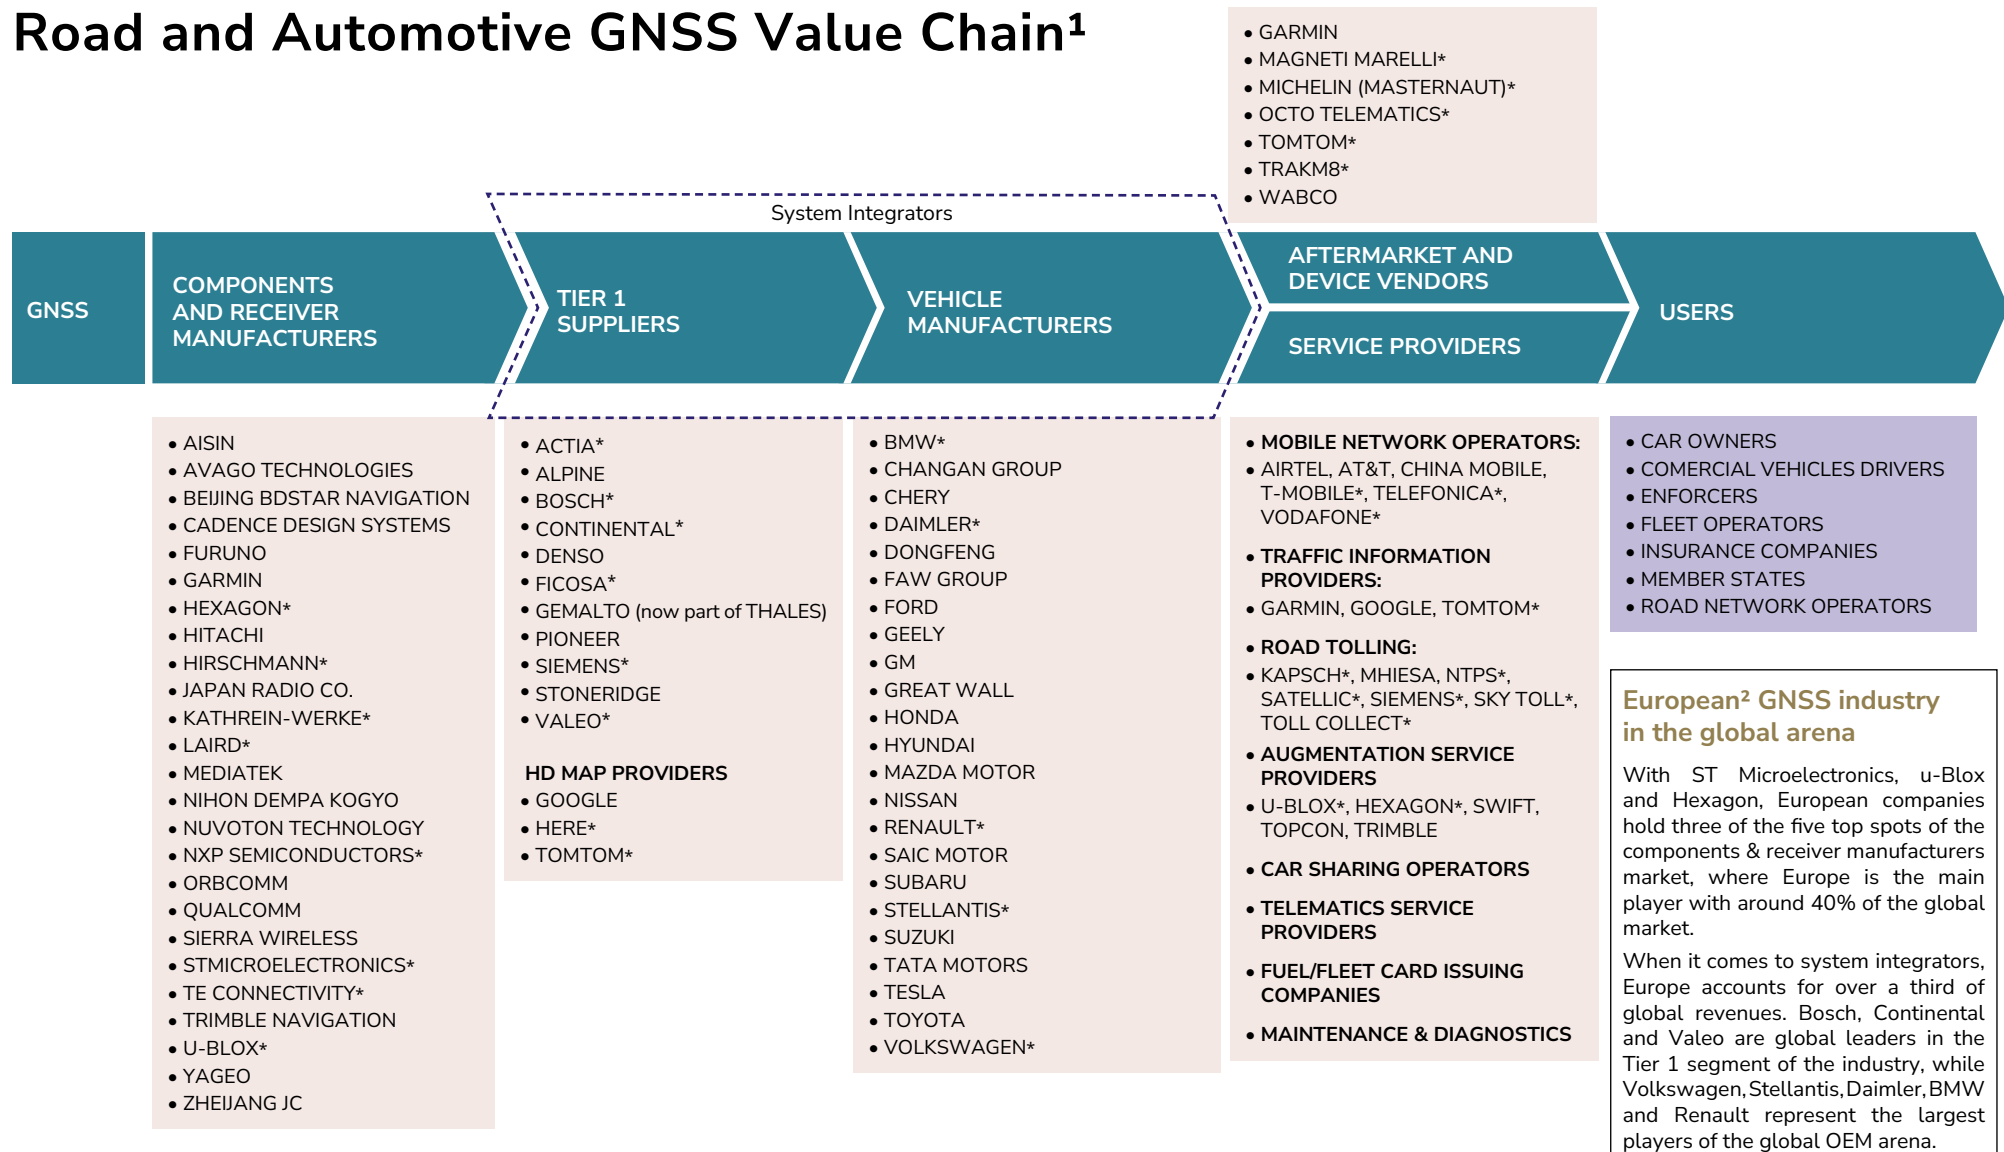 Road and Automotive GNSS Value Chain¹
• GARMIN
• MAGNETI MARELLI*
• MICHELIN (MASTERNAUT)*
• OCTO TELEMATICS*
• TOMTOM*
• TRAKM8*
• WABCO
System Integrators
GNSS
COMPONENTS
AND RECEIVER
MANUFACTURERS
TIER 1
SUPPLIERS
VEHICLE
MANUFACTURERS
AFTERMARKET AND
DEVICE VENDORS
SERVICE PROVIDERS
USERS
• AISIN
• AVAGO TECHNOLOGIES
• BEIJING BDSTAR NAVIGATION
• CADENCE DESIGN SYSTEMS
• FURUNO
• GARMIN
• HEXAGON*
• HITACHI
• HIRSCHMANN*
• JAPAN RADIO CO.
• KATHREIN-WERKE*
• LAIRD*
• MEDIATEK
• NIHON DEMPA KOGYO
• NUVOTON TECHNOLOGY
• NXP SEMICONDUCTORS*
• ORBCOMM
• QUALCOMM
• SIERRA WIRELESS
• STMICROELECTRONICS*
• TE CONNECTIVITY*
• TRIMBLE NAVIGATION
• U-BLOX*
• YAGEO
• ZHEIJANG JC
• ACTIA*
• ALPINE
• BOSCH*
• CONTINENTAL*
• DENSO
• FICOSA*
• GEMALTO (now part of THALES)
• PIONEER
• SIEMENS*
• STONERIDGE
• VALEO*
HD MAP PROVIDERS
• GOOGLE
• HERE*
• TOMTOM*
• BMW*
• CHANGAN GROUP
• CHERY
• DAIMLER*
• DONGFENG
• FAW GROUP
• FORD
• GEELY
• GM
• GREAT WALL
• HONDA
• HYUNDAI
• MAZDA MOTOR
• NISSAN
• RENAULT*
• SAIC MOTOR
• SUBARU
• STELLANTIS*
• SUZUKI
• TATA MOTORS
• TESLA
• TOYOTA
• VOLKSWAGEN*
• MOBILE NETWORK OPERATORS:
• AIRTEL, AT&T, CHINA MOBILE,
T-MOBILE*, TELEFONICA*,
VODAFONE*
• TRAFFIC INFORMATION
PROVIDERS:
• GARMIN, GOOGLE, TOMTOM*
• ROAD TOLLING:
• KAPSCH*, MHIESA, NTPS*,
SATELLIC*, SIEMENS*, SKY TOLL*,
TOLL COLLECT*
• AUGMENTATION SERVICE
PROVIDERS
• U-BLOX*, HEXAGON*, SWIFT,
TOPCON, TRIMBLE
• CAR SHARING OPERATORS
• TELEMATICS SERVICE
PROVIDERS
• FUEL/FLEET CARD ISSUING
COMPANIES
• MAINTENANCE & DIAGNOSTICS
• CAR OWNERS
• COMERCIAL VEHICLES DRIVERS
• ENFORCERS
• FLEET OPERATORS
• INSURANCE COMPANIES
• MEMBER STATES
• ROAD NETWORK OPERATORS
European² GNSS industry
in the global arena
With ST Microelectronics, u-Blox
and Hexagon, European companies
hold three of the five top spots of the
components & receiver manufacturers
market, where Europe is the main
player with around 40% of the global
market.
When it comes to system integrators,
Europe accounts for over a third of
global revenues. Bosch, Continental
and Valeo are global leaders in the
Tier 1 segment of the industry, while
Volkswagen, Stellantis, Daimler, BMW
and Renault represent the largest
players of the global OEM arena.